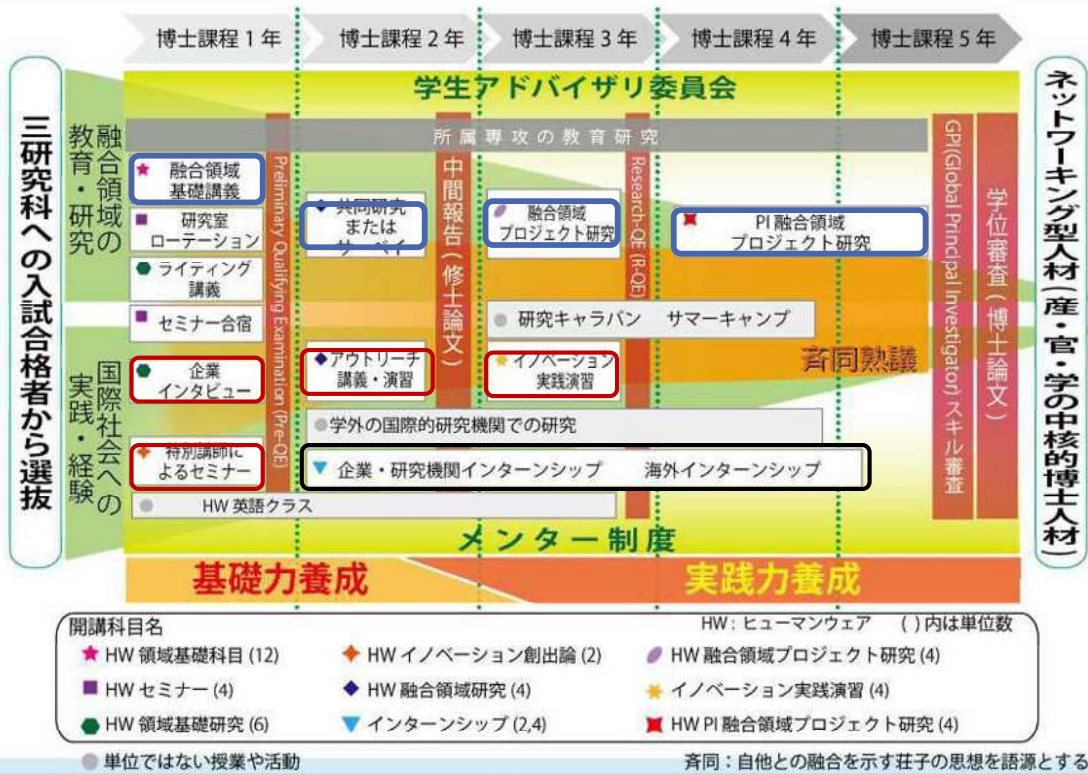 博士課程 1 年
博士課程 2 年
博士課程 3 年
博士課程 4 年
博士課程 5 年
三研究科への入試合格者から選抜
融合領域の
教育・研究
国際社会への
実践・経験
学生アドバイザリ委員会
所属専攻の教育研究
融合領域
基礎講義
研究室
ローテーション
ライティング
講義
セミナー合宿
企業
インタビュー
特別講師に
よるセミナー
HW 英語クラス
Preliminary Qualifying Examination (Pre-QE)
共同研究
または
サーベイ
アウトリーチ
講義・演習
中間報告(修士論文)
融合領域
プロジェクト研究
研究キャラバン サマーキャンプ
イノベーション
実践演習
学外の国際的研究機関での研究
企業・研究機関インターンシップ 海外インターンシップ
Research-QE (R-QE)
PI 融合領域
プロジェクト研究
斉同熟議
GPI(Global Principal Investigator) スキル審査
学位審査(博士論文)
ネットワーキング型人材(産・官・学の中核的博士人材)
メンター制度
基礎力養成
実践力養成
開講科目名
HW : ヒューマンウェア ( ) 内は単位数
HW 領域基礎科目 (12)
HW イノベーション創出論 (2)
HW 融合領域プロジェクト研究 (4)
HW セミナー (4)
HW 融合領域研究 (4)
イノベーション実践演習 (4)
HW 領域基礎研究 (6)
インターンシップ (2,4)
HW PI 融合領域プロジェクト研究 (4)
単位ではない授業や活動
斉同：自他との融合を示す荘子の思想を語源とする